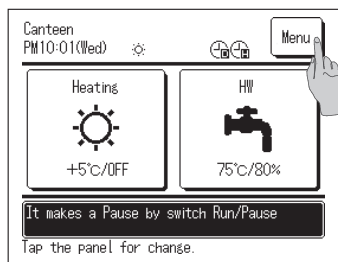 Canteen
PM10:01(Wed)
Menu
Heating
HW
+5℃/OFF
75℃/80%
It makes a Pause by switch Run/Pause
Tap the panel for change.